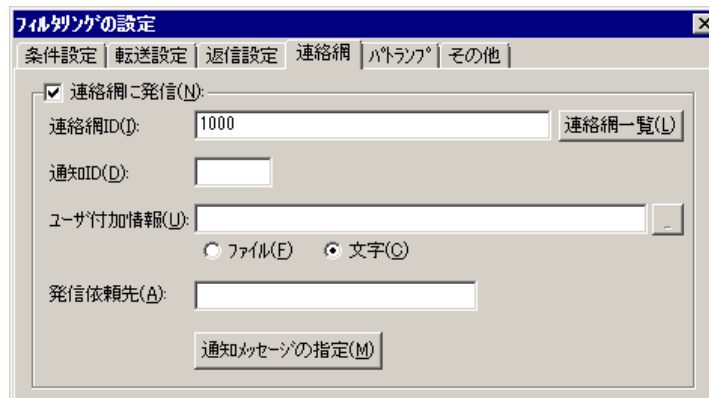 フィルタリングの設定
条件設定 転送設定 返信設定 連絡網 ﾊﾟﾄﾗﾝﾌﾟ その他
連絡網に発信(N):
連絡網ID(I): 1000 連絡網一覧(L)
通知ID(D):
ユーザ付加情報(U): _
ファイル(F) 文字(C)
発信依頼先(A):
通知メッセージの指定(M)